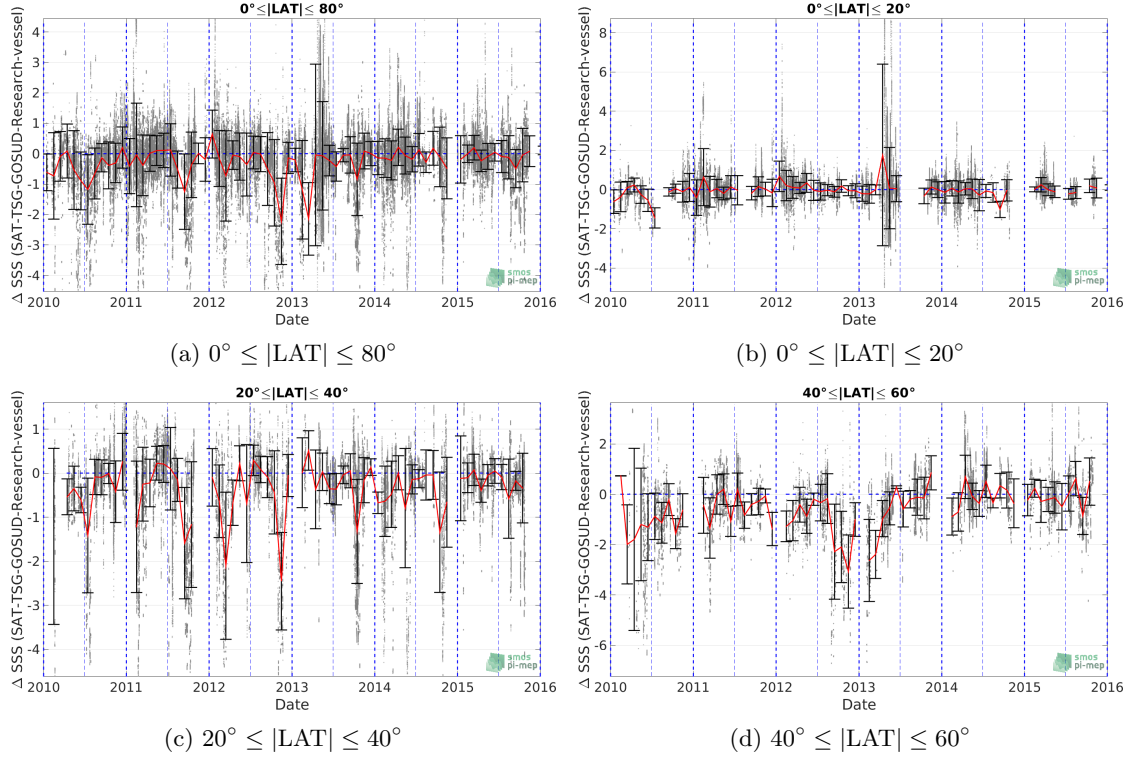 0°≤|LAT|≤ 80°
Δ SSS (SAT-TSG-GOSUD-Research-vessel)
4
3
2
1
0
-1
-2
-3
-4
2010 2011 2012 2013 2014 2015 2016
Date
smos
pi-mep
(a) 0° ≤ |LAT| ≤ 80°
0°≤|LAT|≤ 20°
Δ SSS (SAT-TSG-GOSUD-Research-vessel)
8
6
4
2
0
-2
-4
2010 2011 2012 2013 2014 2015 2016
Date
smos
pi-mep
(b) 0° ≤ |LAT| ≤ 20°
20°≤|LAT|≤ 40°
Δ SSS (SAT-TSG-GOSUD-Research-vessel)
1
0
-1
-2
-3
-4
2010 2011 2012 2013 2014 2015 2016
Date
smos
pi-mep
(c) 20° ≤ |LAT| ≤ 40°
40°≤|LAT|≤ 60°
Δ SSS (SAT-TSG-GOSUD-Research-vessel)
2
0
-2
-4
-6
2010 2011 2012 2013 2014 2015 2016
Date
smos
pi-mep
(d) 40° ≤ |LAT| ≤ 60°